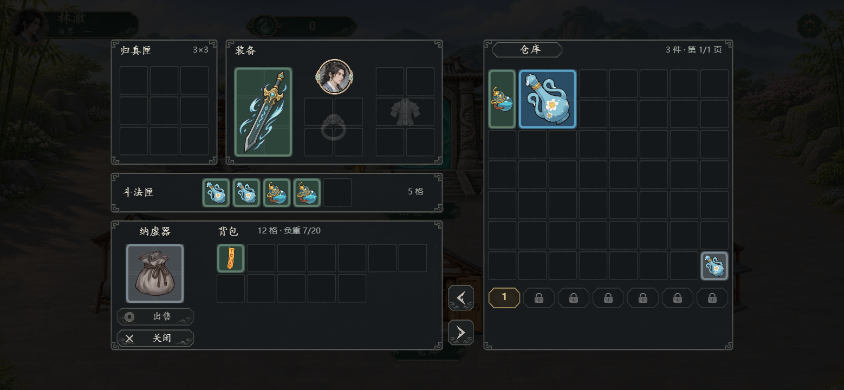 0
归真匣
3×3
装备
仓库
3 件 · 第 1/1 页
斗法匣
5 格
纳虚器
背包
12 格 · 负重 7/20
出售
关闭
1